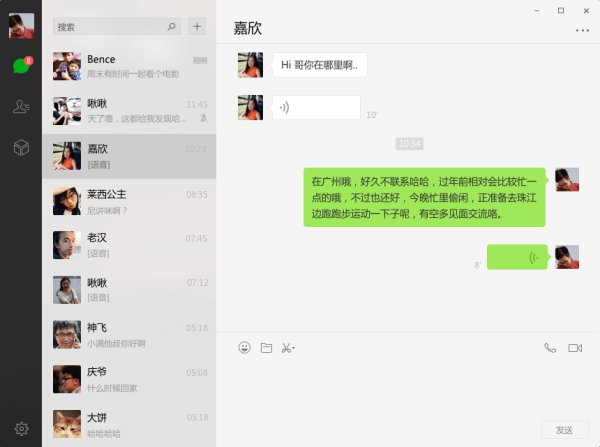 8
搜索
Bence
刚刚
周末有时间一起看个电影
啾啾
11:45
天了噜，这都给我发现哈...
嘉欣
10:23
[语音]
莱西公主
08:35
尼讲咪啊？
老汉
07:45
[语音]
啾啾
07:12
[语音]
神飞
05:18
小满他叔你好啊
庆爷
05:08
什么时候回家
大饼
05:18
哈哈哈哈
嘉欣
Hi 哥你在哪里啊..
10'
10:34
在广州哦，好久不联系哈哈，过年前相对会比较忙一
点的哦，不过也还好，今晚忙里偷闲，正准备去珠江
边跑跑步运动一下子呢，有空多见面交流咯。
8'
发送